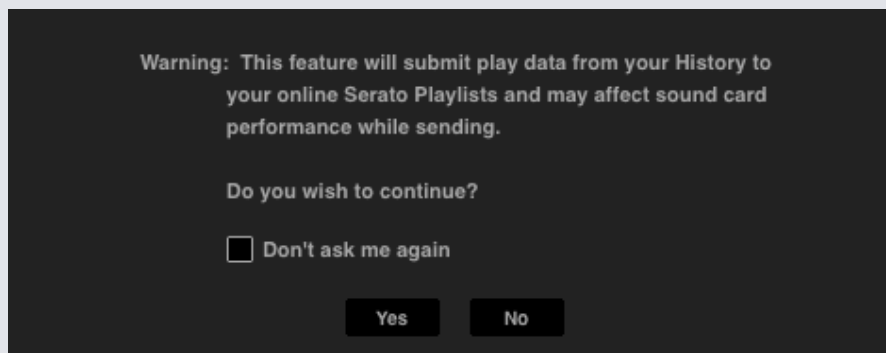 Warning: This feature will submit play data from your History to
your online Serato Playlists and may affect sound card
performance while sending.
Do you wish to continue?
Don't ask me again
Yes No